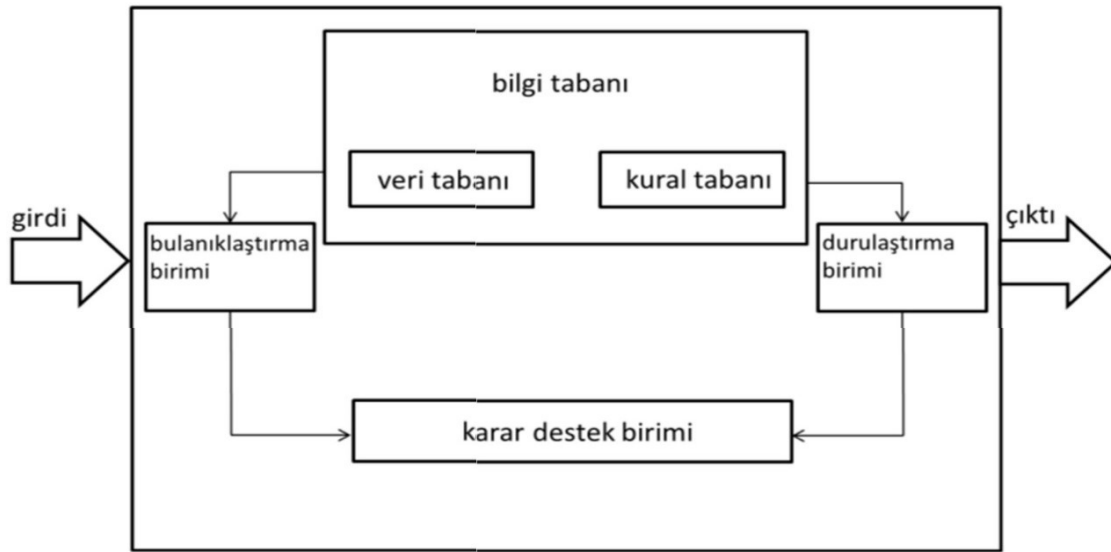 bilgi tabanı
veri tabanı
kural tabanı
girdi
bulanıklaştırma
birimi
durulaştırma
birimi
çıktı
karar destek birimi